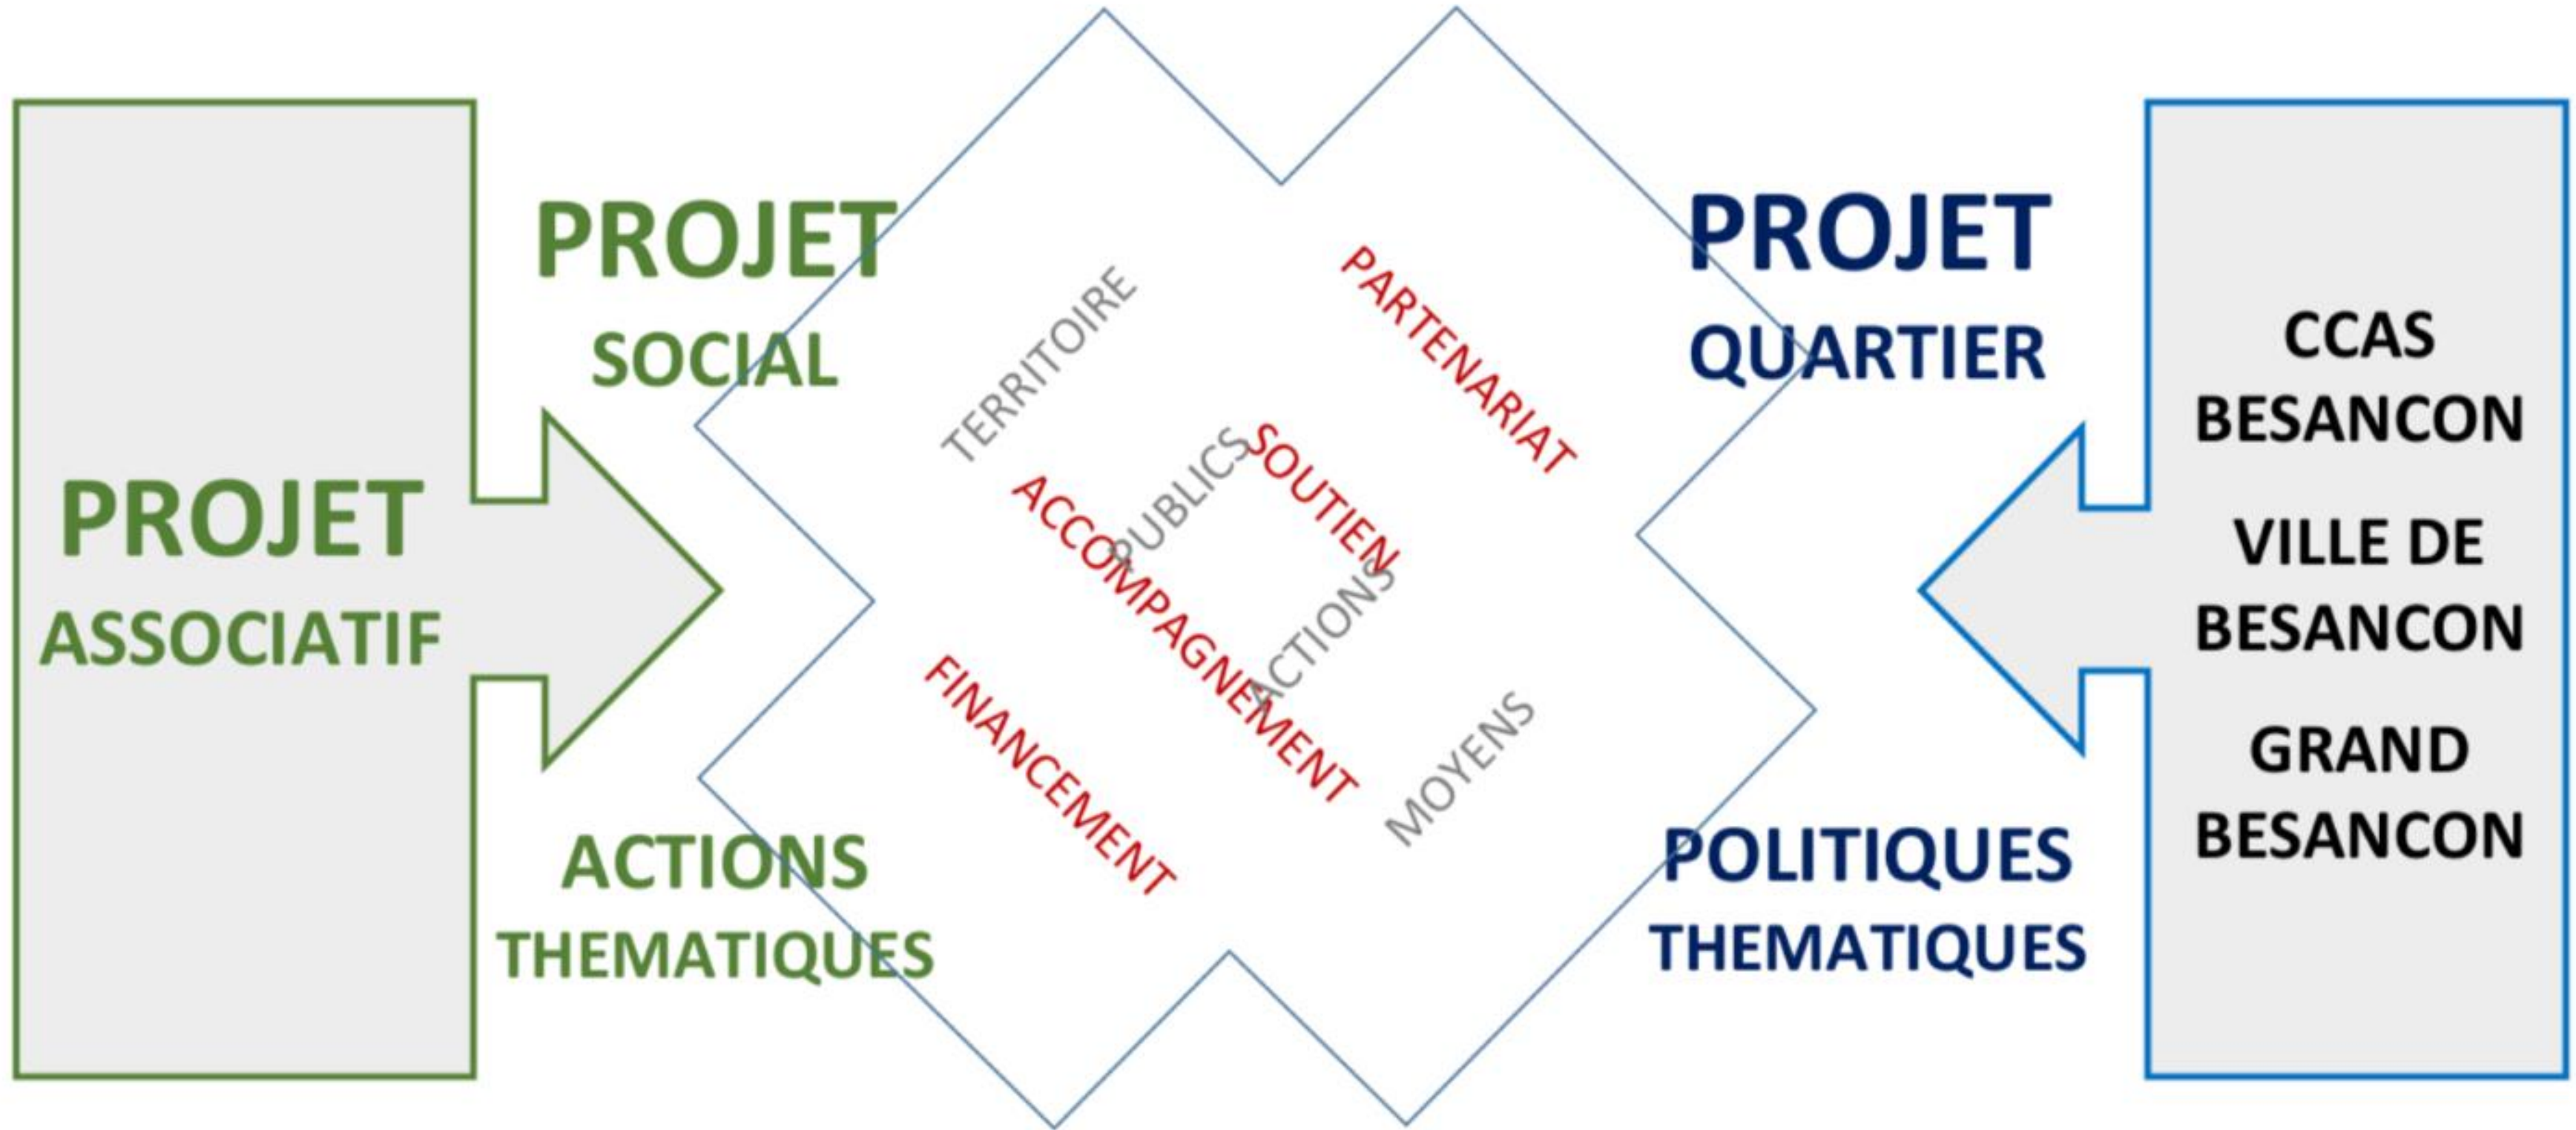 PROJET
ASSOCIATIF
PROJET
SOCIAL
ACTIONS
THEMATIQUES
TERRITOIRE
PUBLICS
ACTIONS
MOYENS
PARTENARIAT
SOUTIEN
ACCOMPAGNEMENT
FINANCEMENT
PROJET
QUARTIER
POLITIQUES
THEMATIQUES
CCAS
BESANCON
VILLE DE
BESANCON
GRAND
BESANCON